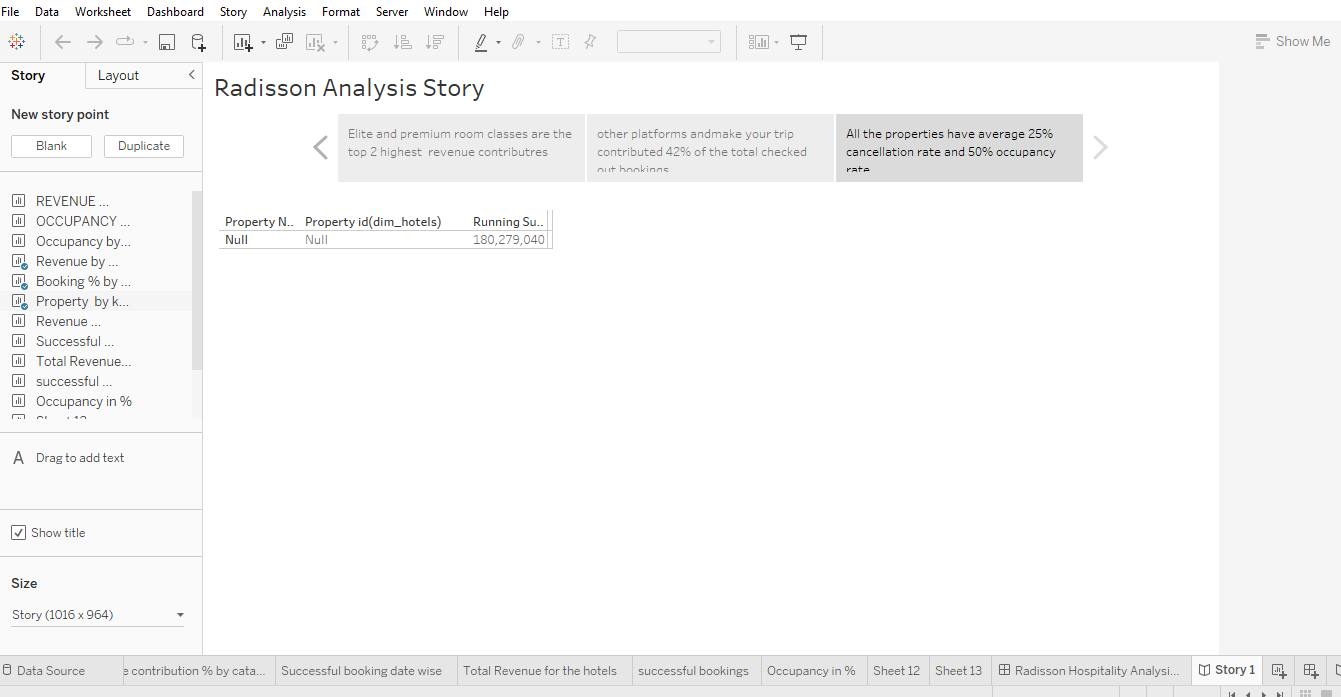 File Data Worksheet Dashboard Story Analysis Format Server Window Help
Show Me
Story Layout
New story point
Blank Duplicate
REVENUE ...
OCCUPANCY ...
Occupancy by...
Revenue by ...
Booking % by ...
Property by k...
Revenue ...
Successful ...
Total Revenue...
successful ...
Occupancy in %
A Drag to add text
Show title
Size
Story (1016 x 964)
Radisson Analysis Story
Elite and premium room classes are the
top 2 highest revenue contributres
other platforms andmake your trip
contributed 42% of the total checked
out bookings
All the properties have average 25%
cancellation rate and 50% occupancy
rate
Property N.. Property id(dim_hotels) Running Su..
Null Null 180,279,040
Data Source e contribution % by cata... Successful booking date wise Total Revenue for the hotels successful bookings Occupancy in % Sheet 12 Sheet 13 Radisson Hospitality Analysi... Story 1